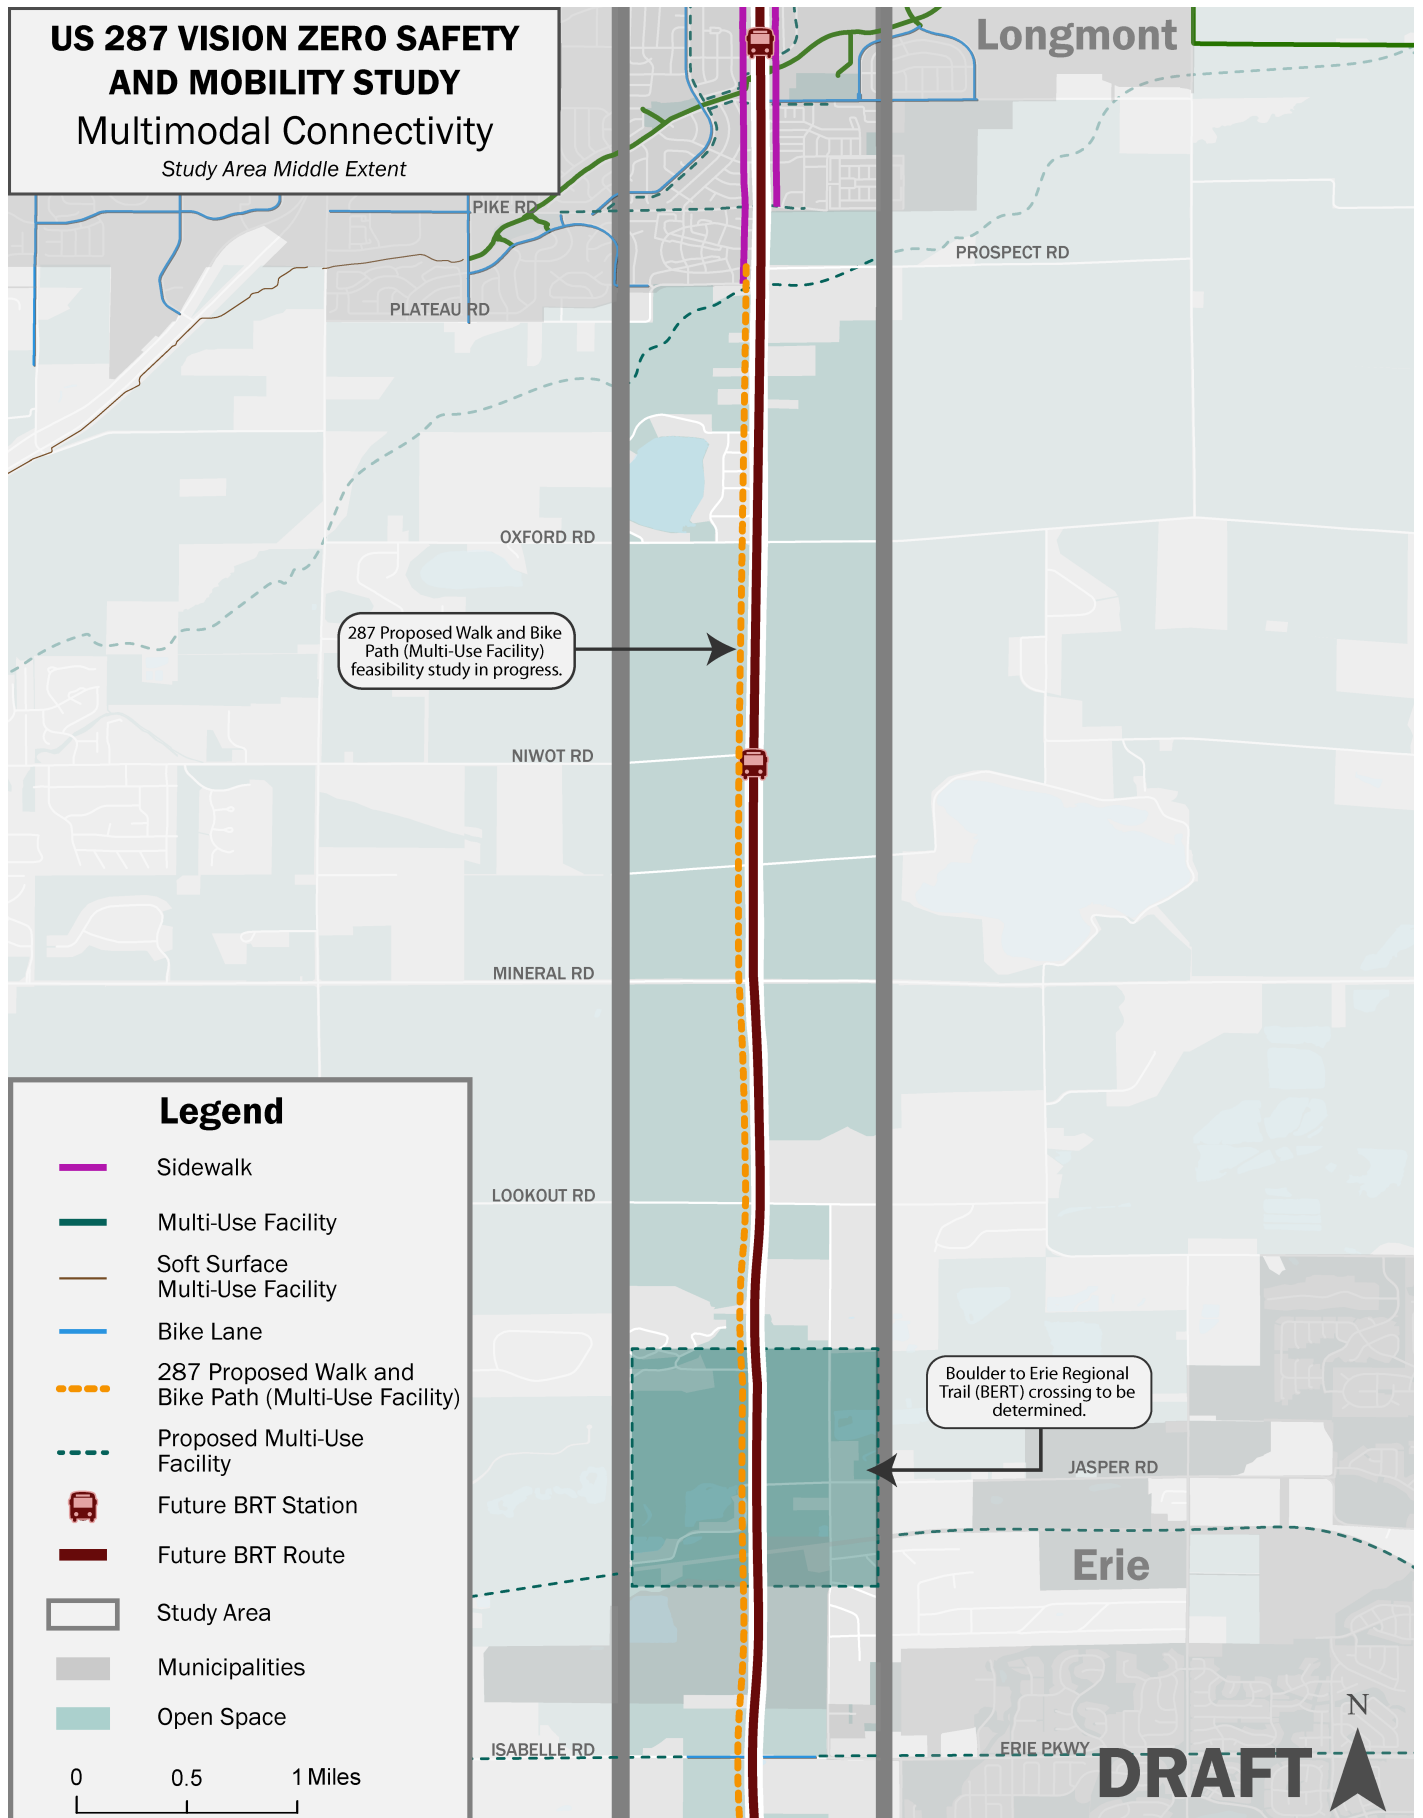 US 287 VISION ZERO SAFETY
AND MOBILITY STUDY
Multimodal Connectivity
Study Area Middle Extent
Longmont
PIKE RD
PROSPECT RD
PLATEAU RD
OXFORD RD
287 Proposed Walk and Bike
Path (Multi-Use Facility)
feasibility study in progress.
NIWOT RD
MINERAL RD
LOOKOUT RD
Boulder to Erie Regional
Trail (BERT) crossing to be
determined.
JASPER RD
Erie
ISABELLE RD
ERIE PKWY
Legend
Sidewalk
Multi-Use Facility
Soft Surface
Multi-Use Facility
Bike Lane
287 Proposed Walk and
Bike Path (Multi-Use Facility)
Proposed Multi-Use
Facility
Future BRT Station
Future BRT Route
Study Area
Municipalities
Open Space
0 0.5 1 Miles
N
DRAFT